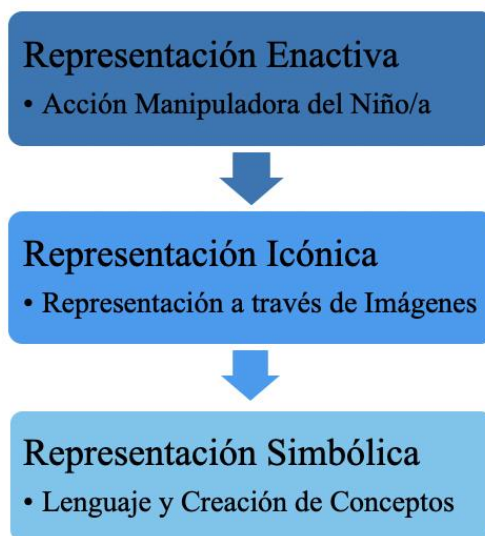 Representación Enactiva
• Acción Manipuladora del Niño/a
Representación Icónica
• Representación a través de Imágenes
Representación Simbólica
• Lenguaje y Creación de Conceptos